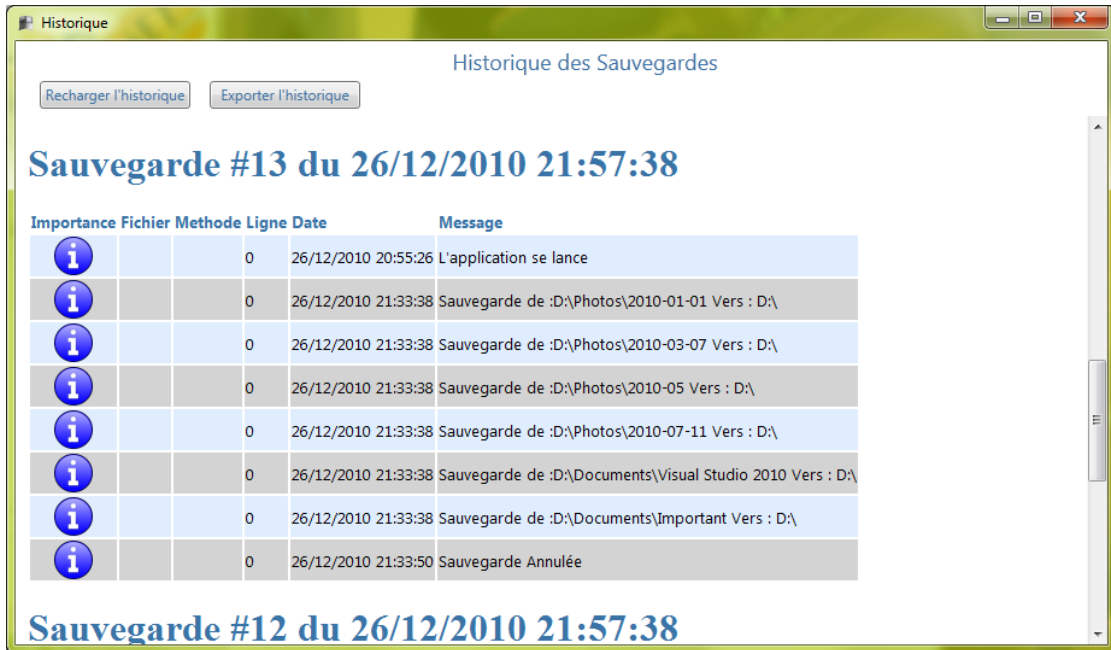 Historique
Historique des Sauvegardes
Recharger l'historique Exporter l'historique
Sauvegarde #13 du 26/12/2010 21:57:38
Importance Fichier Methode Ligne Date Message
0 26/12/2010 20:55:26 L'application se lance
0 26/12/2010 21:33:38 Sauvegarde de :D:\Photos\2010-01-01 Vers : D:\
0 26/12/2010 21:33:38 Sauvegarde de :D:\Photos\2010-03-07 Vers : D:\
0 26/12/2010 21:33:38 Sauvegarde de :D:\Photos\2010-05 Vers : D:\
0 26/12/2010 21:33:38 Sauvegarde de :D:\Photos\2010-07-11 Vers : D:\
0 26/12/2010 21:33:38 Sauvegarde de :D:\Documents\Visual Studio 2010 Vers : D:\
0 26/12/2010 21:33:38 Sauvegarde de :D:\Documents\Important Vers : D:\
0 26/12/2010 21:33:50 Sauvegarde Annulée
Sauvegarde #12 du 26/12/2010 21:57:38